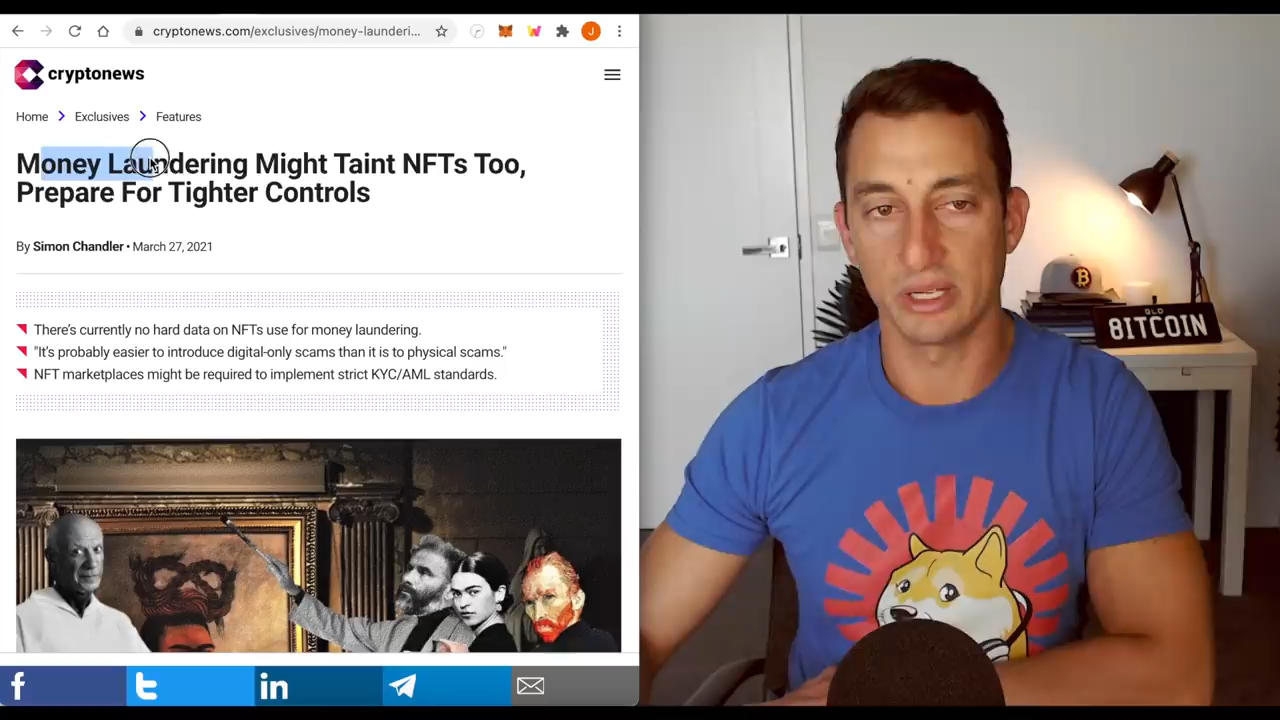 cryptonews.com/exclusives/money-launderi...
J
cryptonews
Home
Exclusives
Features
Money Laundering Might Taint NFTs Too,
Prepare For Tighter Controls
By Simon Chandler • March 27, 2021
There's currently no hard data on NFTs use for money laundering.
"It's probably easier to introduce digital-only scams than it is to physical scams."
NFT marketplaces might be required to implement strict KYC/AML standards.
B
QLD
8ITCOIN